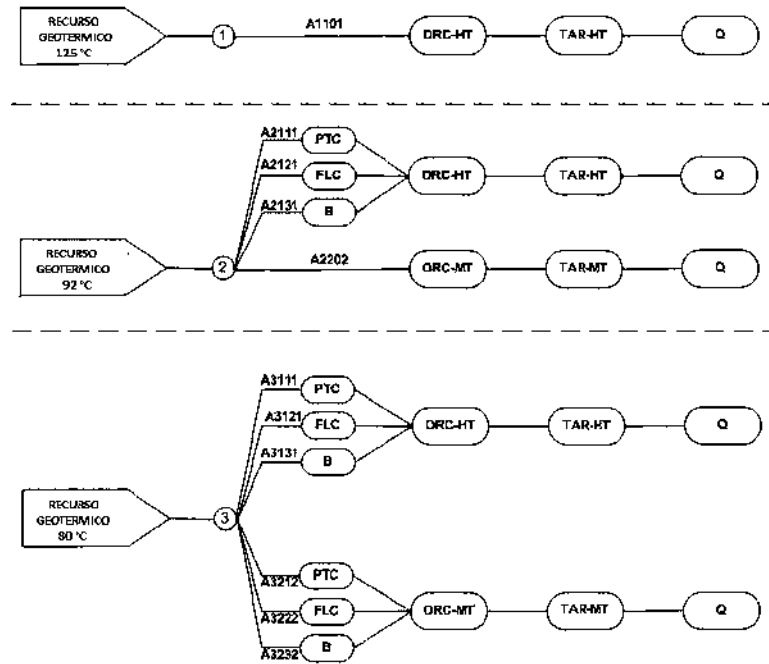 RECURSO
GEOTERMICO
125 °C
1
A1101
ORC-HT
TAR-HT
Q
A2111
PTC
A2121
FLC
ORC-HT
TAR-HT
Q
A2131
B
RECURSO
GEOTERMICO
92 °C
2
A2202
ORC-MT
TAR-MT
Q
A3111
PTC
A3121
FLC
ORC-HT
TAR-HT
Q
A3131
B
RECURSO
GEOTERMICO
80 °C
3
A3212
PTC
A3222
FLC
ORC-MT
TAR-MT
Q
A3232
B